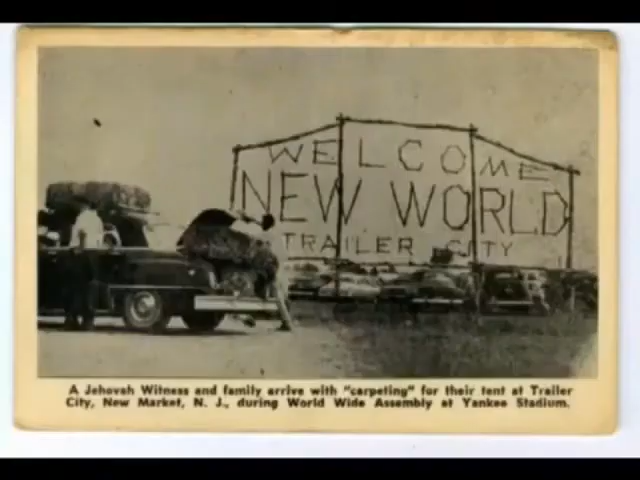 WELCOME
NEW WORLD
TRAILER CITY
A Jehovah Witness and family arrive with "carpeting" for their tent at Trailer
City, New Market, N. J., during World Wide Assembly at Yankee Stadium.